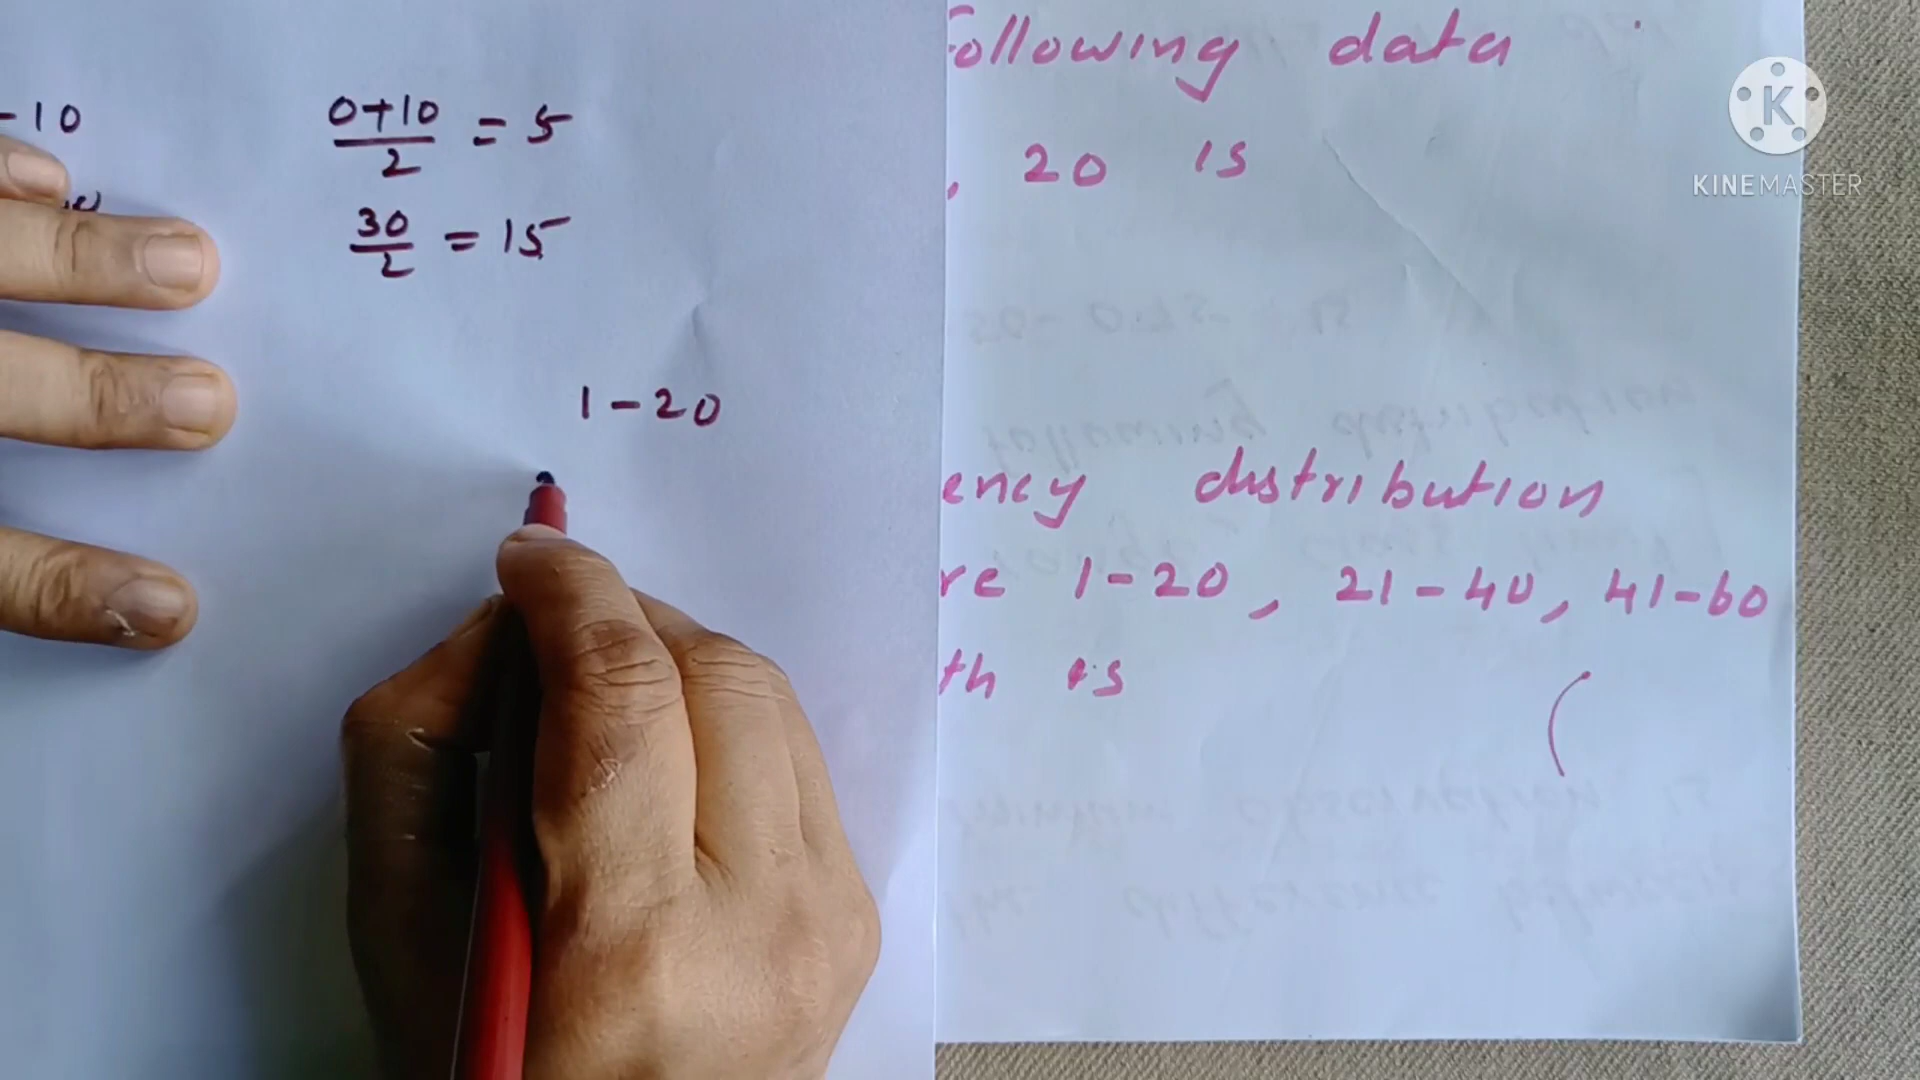 -10
0+10
2
= 5
30
2
= 15
1-20
Following data
, 20 is
ency distribution
re 1-20, 21-40, 41-60
th is
(
K
KINEMASTER